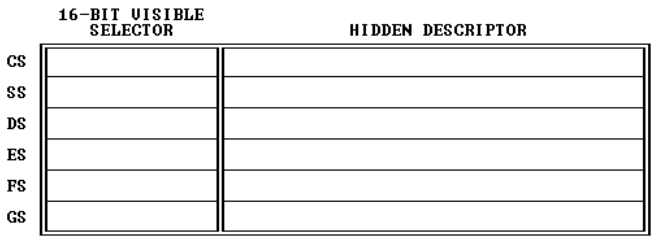 16-BIT VISIBLE
SELECTOR HIDDEN DESCRIPTOR
CS
SS
DS
ES
FS
GS